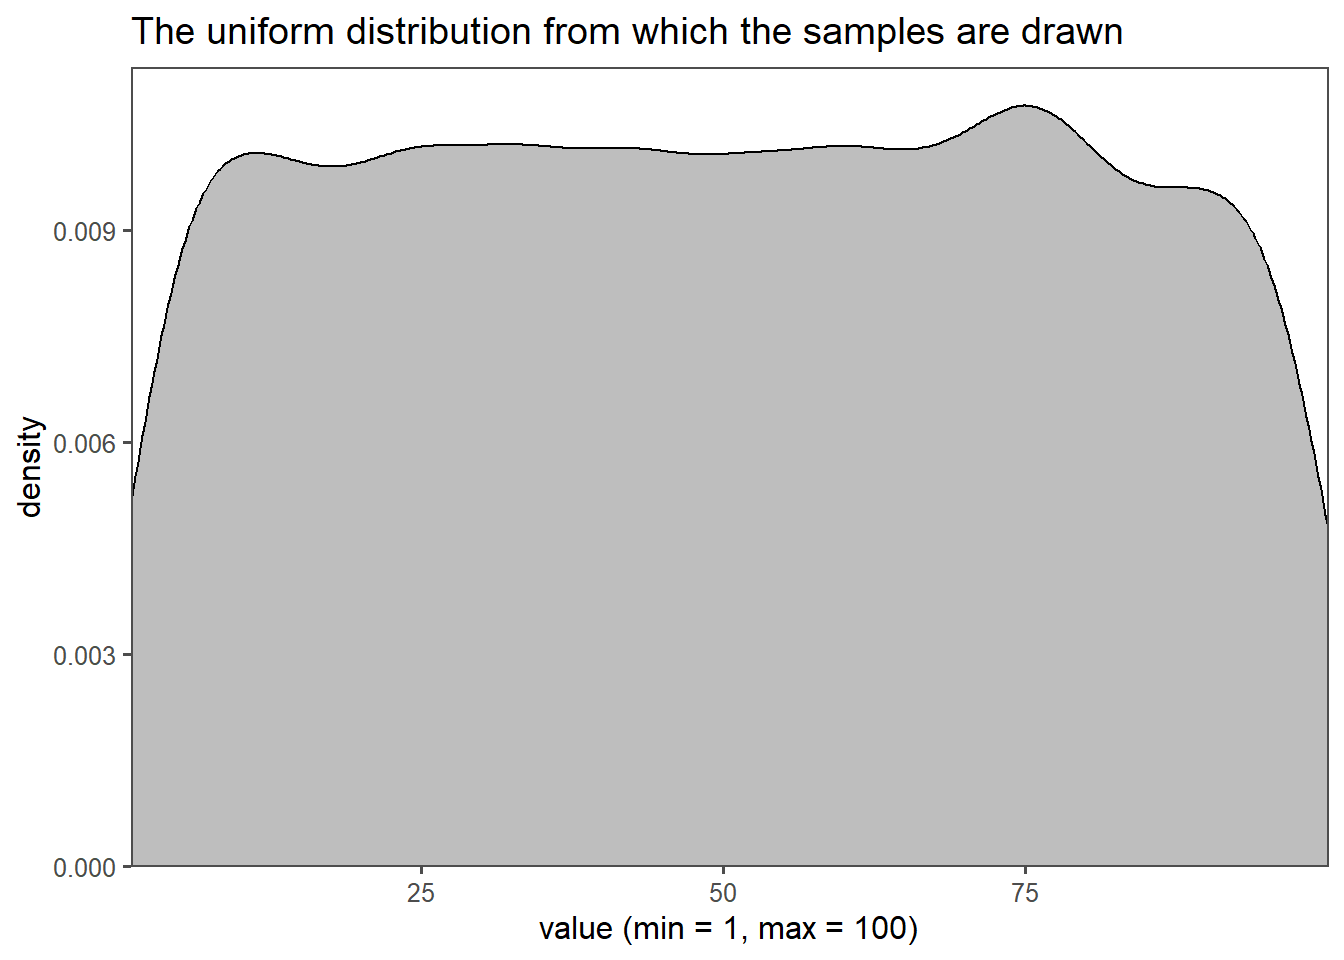 The uniform distribution from which the samples are drawn
density
0.009
0.006
0.003
0.000
25
50
75
value (min = 1, max = 100)